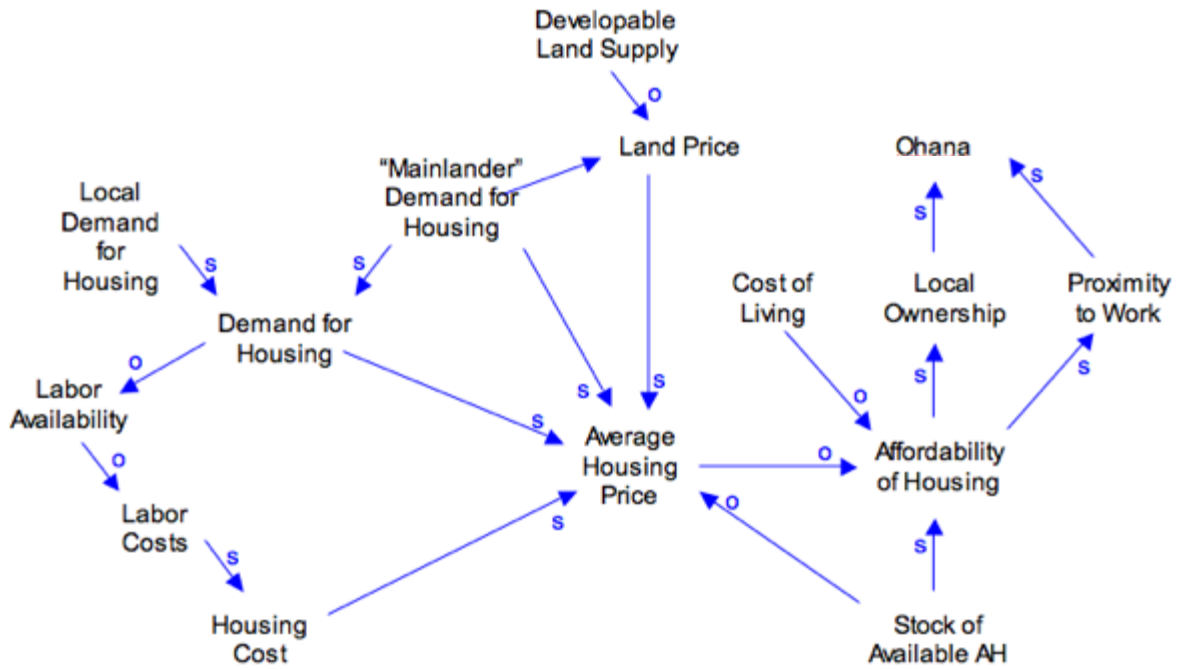 Developable
Land Supply
o
Land Price
Ohana
"Mainlander"
Demand for
Housing
s
Local
Demand
for
Housing
s
s
s
Cost of
Living
Local
Ownership
Proximity
to Work
Demand for
Housing
o
Labor
Availability
s
s
s
s
s
o
Average
Housing
Price
o
Affordability
of Housing
o
Labor
Costs
s
s
o
s
Housing
Cost
Stock of
Available AH